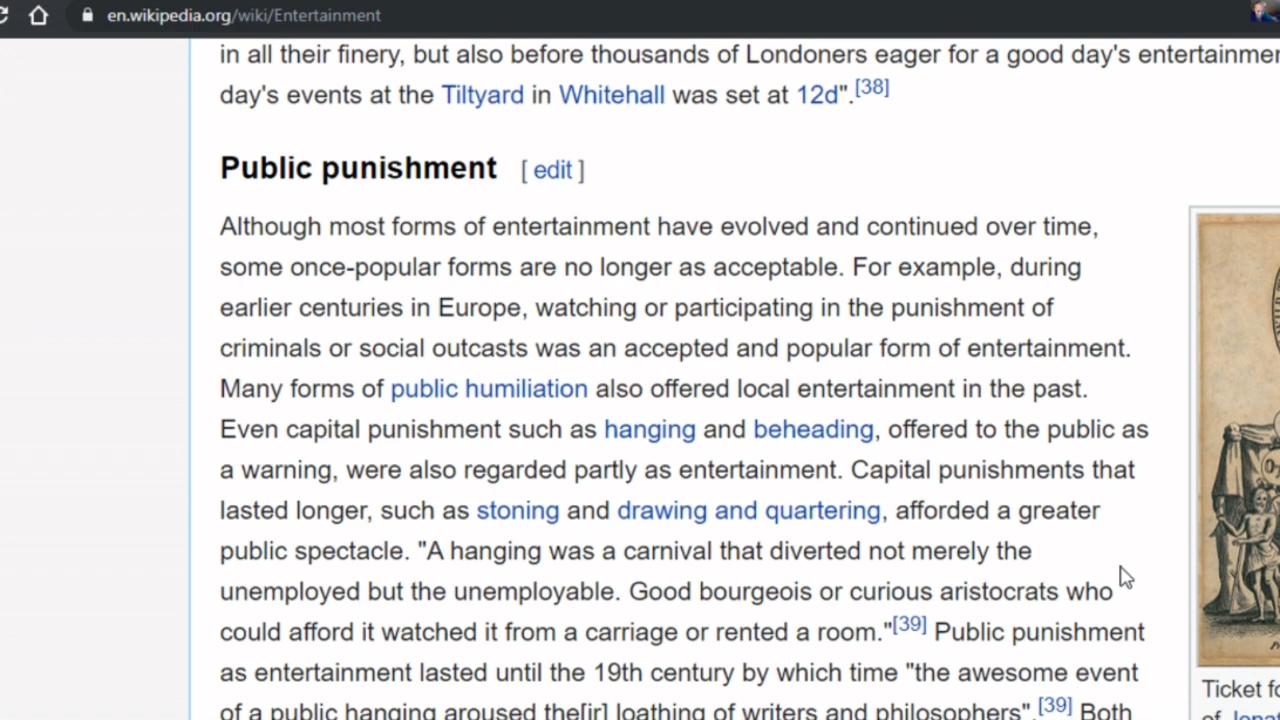 en.wikipedia.org/wiki/Entertainment
in all their finery, but also before thousands of Londoners eager for a good day's
day's events at the Tiltyard in Whitehall was set at 12d".[38]
Public punishment [ edit ]
Although most forms of entertainment have evolved and continued over time,
some once-popular forms are no longer as acceptable. For example, during
earlier centuries in Europe, watching or participating in the punishment of
criminals or social outcasts was an accepted and popular form of entertainment.
Many forms of public humiliation also offered local entertainment in the past.
Even capital punishment such as hanging and beheading, offered to the public as
a warning, were also regarded partly as entertainment. Capital punishments that
lasted longer, such as stoning and drawing and quartering, afforded a greater
public spectacle. "A hanging was a carnival that diverted not merely the
unemployed but the unemployable. Good bourgeois or curious aristocrats who
could afford it watched it from a carriage or rented a room."[39] Public punishment
as entertainment lasted until the 19th century by which time "the awesome event
of a public hanging aroused the[ir] loathing of writers and philosophers".[39] Both
Ticket
of